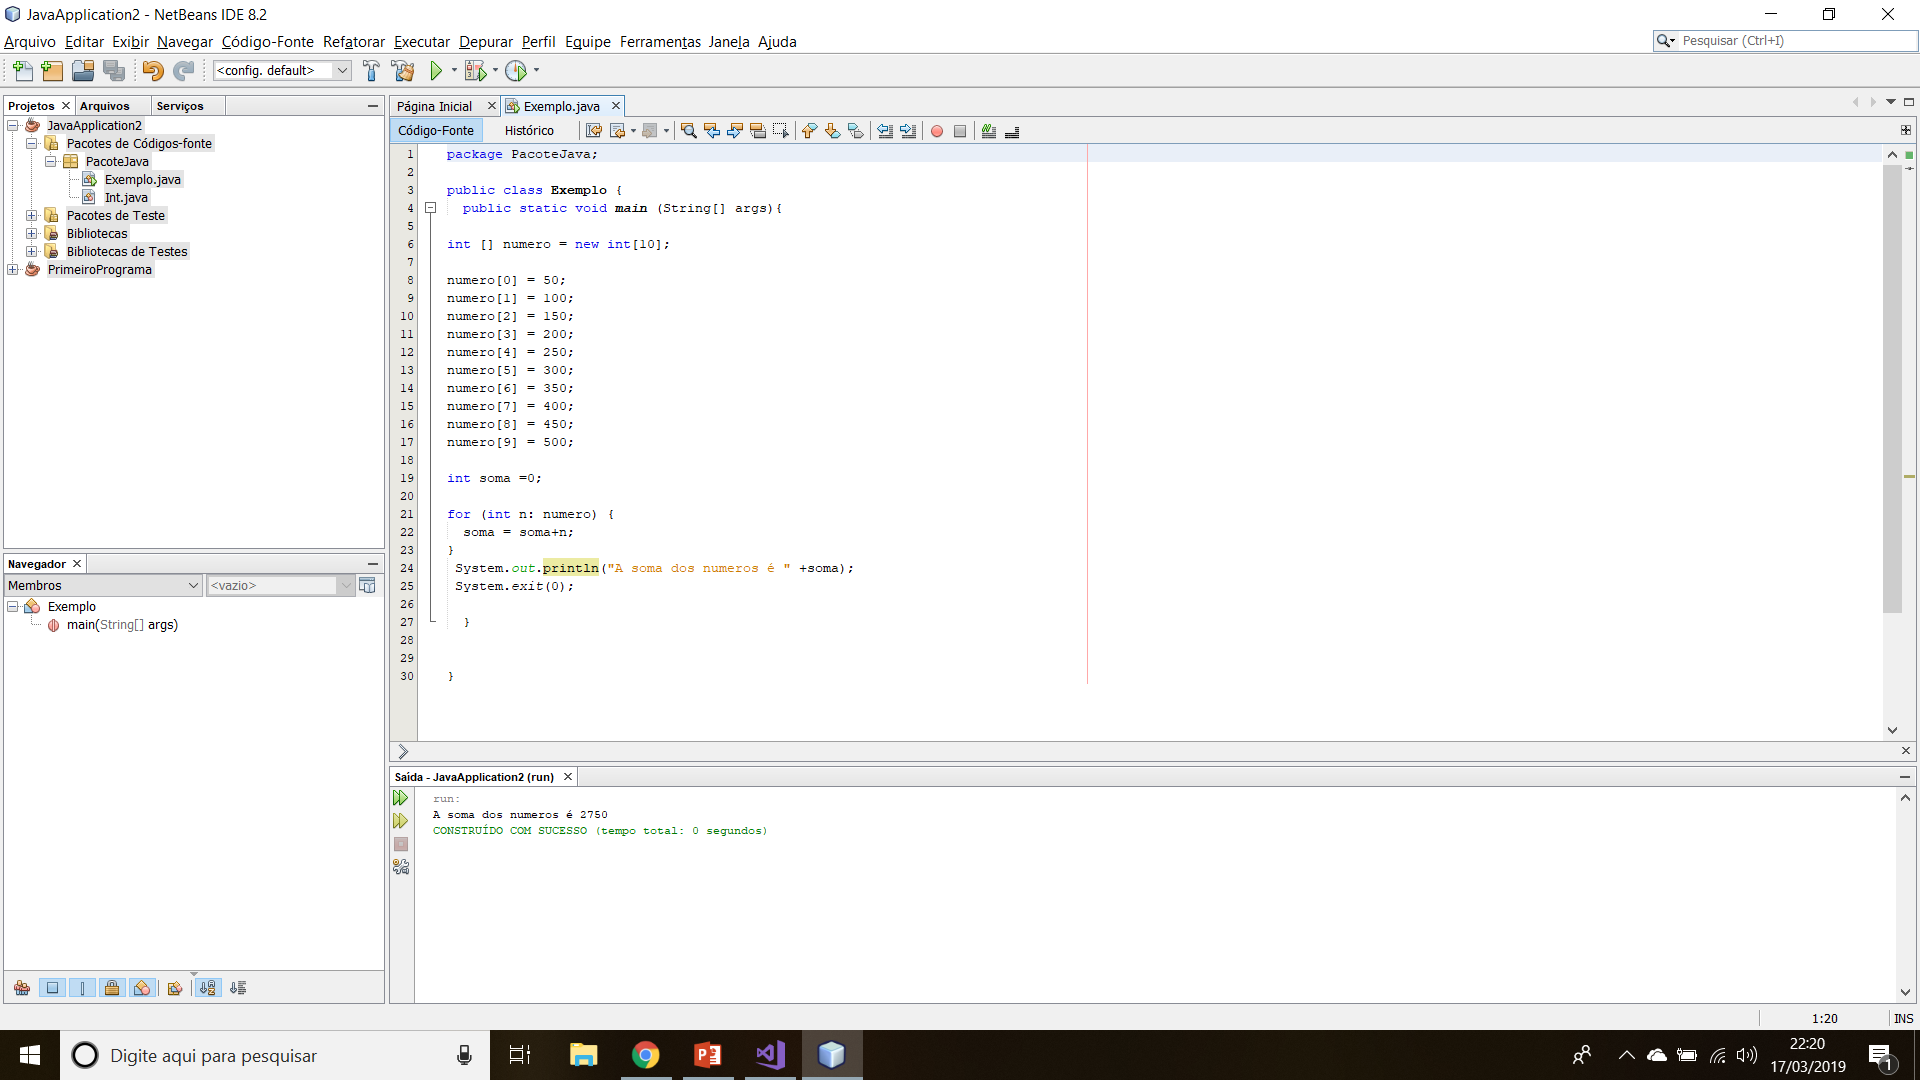 JavaApplication2 - NetBeans IDE 8.2
Arquivo Editar Exibir Navegar Código-Fonte Refatorar Executar Depurar Perfil Equipe Ferramentas Janela Ajuda
Pesquisar (Ctrl+I)
<config. default>
Projetos Arquivos Serviços
JavaApplication2
Pacotes de Códigos-fonte
PacoteJava
Exemplo.java
Int.java
Pacotes de Teste
Bibliotecas
Bibliotecas de Testes
PrimeiroPrograma
Navegador
Membros <vazio>
Exemplo
main(String[] args)
Página Inicial Exemplo.java
Código-Fonte Histórico
1 package PacoteJava;
2
3 public class Exemplo {
4 public static void main (String[] args){
5
6 int [] numero = new int[10];
7
8 numero[0] = 50;
9 numero[1] = 100;
10 numero[2] = 150;
11 numero[3] = 200;
12 numero[4] = 250;
13 numero[5] = 300;
14 numero[6] = 350;
15 numero[7] = 400;
16 numero[8] = 450;
17 numero[9] = 500;
18
19 int soma =0;
20
21 for (int n: numero) {
22 soma = soma+n;
23 }
24 System.out.println("A soma dos numeros é " +soma);
25 System.exit(0);
26
27 }
28
29
30 }
Saída - JavaApplication2 (run)
run:
A soma dos numeros é 2750
CONSTRUÍDO COM SUCESSO (tempo total: 0 segundos)
1:20 INS
Digite aqui para pesquisar
22:20
17/03/2019
1